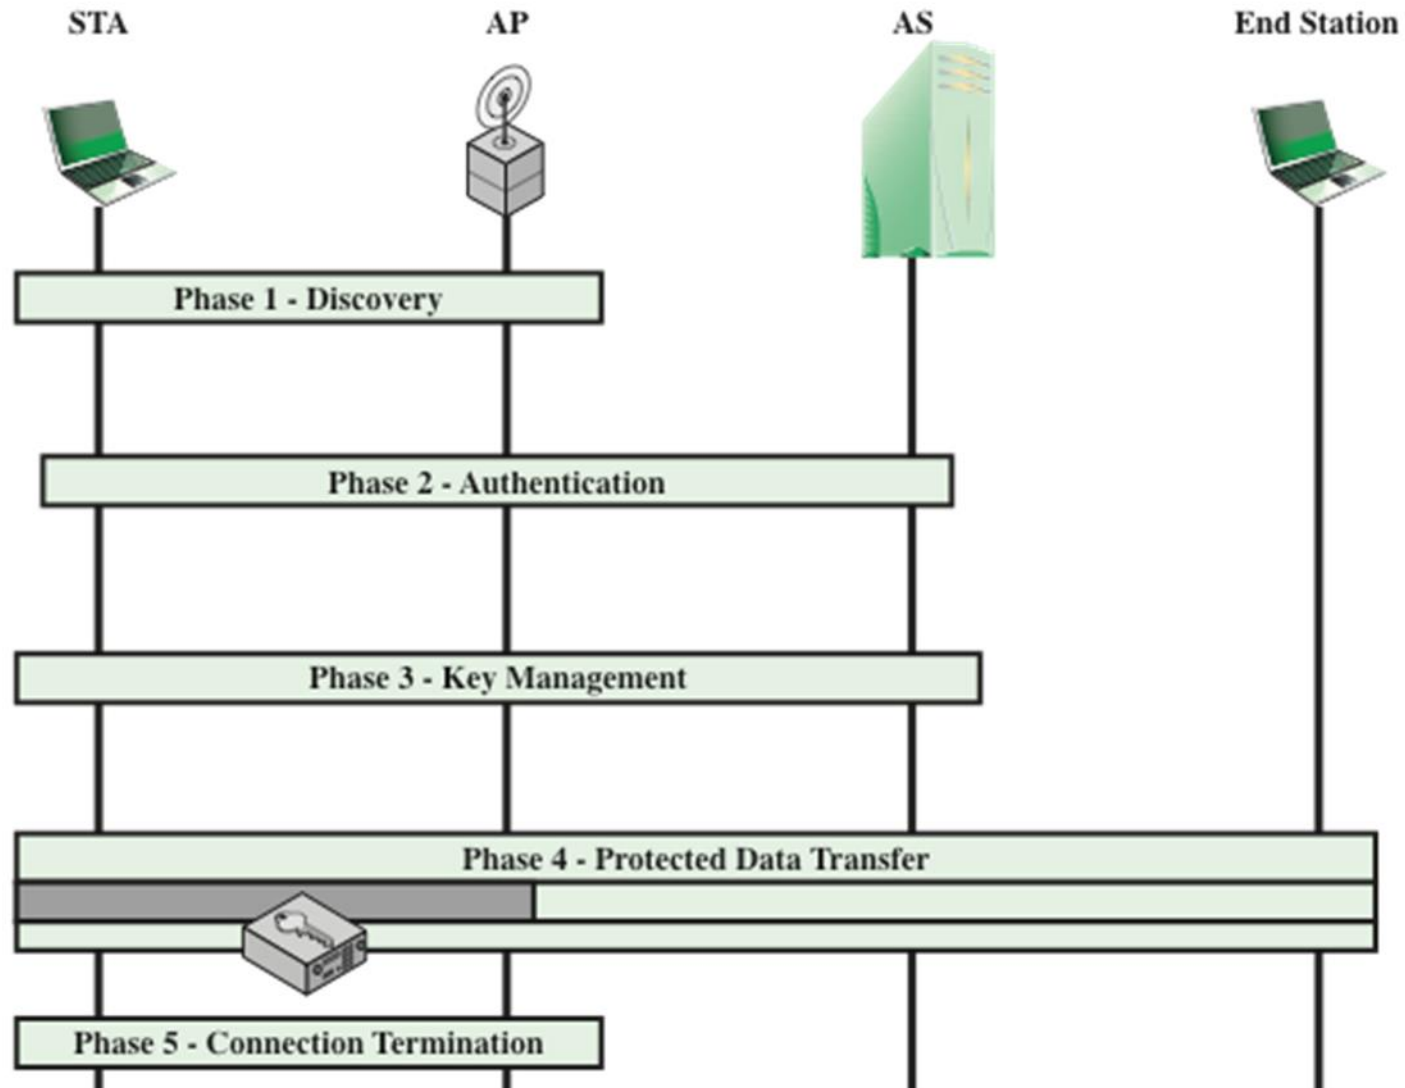 STA
AP
AS
End Station
Phase 1 - Discovery
Phase 2 - Authentication
Phase 3 - Key Management
Phase 4 - Protected Data Transfer
Phase 5 - Connection Termination